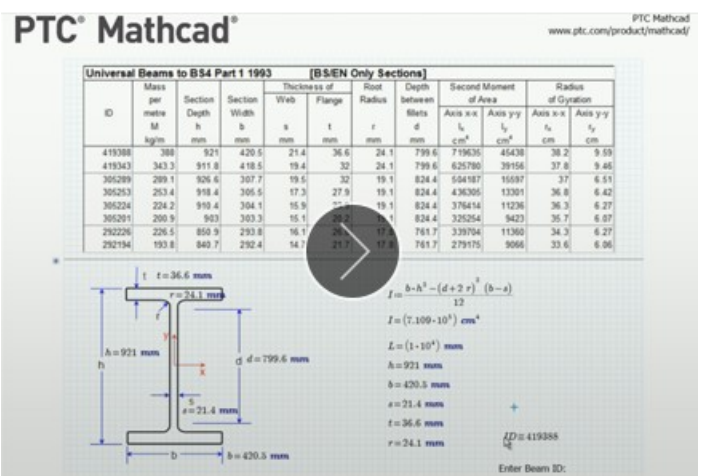 PTC® Mathcad®
PTC Mathcad
www.ptc.com/product/mathcad/
Universal Beams to BS4 Part 1 1993 [BS/EN Only Sections]
Mass Thickness of Root Depth Second Moment Radius
per Section Section Web Flange Radius between of Area of Gyration
ID metre Depth Width fillets Axis x-x Axis y-y Axis x-x Axis y-y
M h b s t r d Ix Iy rx ry
kg/m mm mm mm mm mm mm cm⁴ cm⁴ cm cm
419388 388 921 420.5 21.4 36.6 24.1 799.6 719635 45438 38.2 9.59
419343 343.3 911.8 418.5 19.4 32 24.1 799.6 625780 39156 37.8 9.46
305289 289.1 926.6 307.7 19.5 32 19.1 824.4 504187 15597 37 6.51
305253 253.4 918.4 305.5 17.3 27.9 19.1 824.4 436305 13301 36.8 6.42
305224 224.2 910.4 304.1 15.9 19.1 824.4 376414 11236 36.3 6.27
305201 200.9 903 303.3 15.1 824.4 325254 9423 35.7 6.07
292226 226.5 850.9 293.8 16.1 761.7 339704 11360 34.3 6.27
292194 193.8 840.7 292.4 14.7 21.7 17.8 761.7 279175 9066 33.6 6.06
t t=36.6 mm
r=24.1 mm
r
y
x
h=921 mm
h
d d=799.6 mm
s
s=21.4 mm
b b=420.5 mm
I:=(b·h³−(d+2 r)³ (b−s))/12
I=(7.109·10⁵) cm⁴
L=(1·10⁴) mm
h=921 mm
b=420.5 mm
s=21.4 mm
t=36.6 mm
r=24.1 mm
ID≡419388
Enter Beam ID: